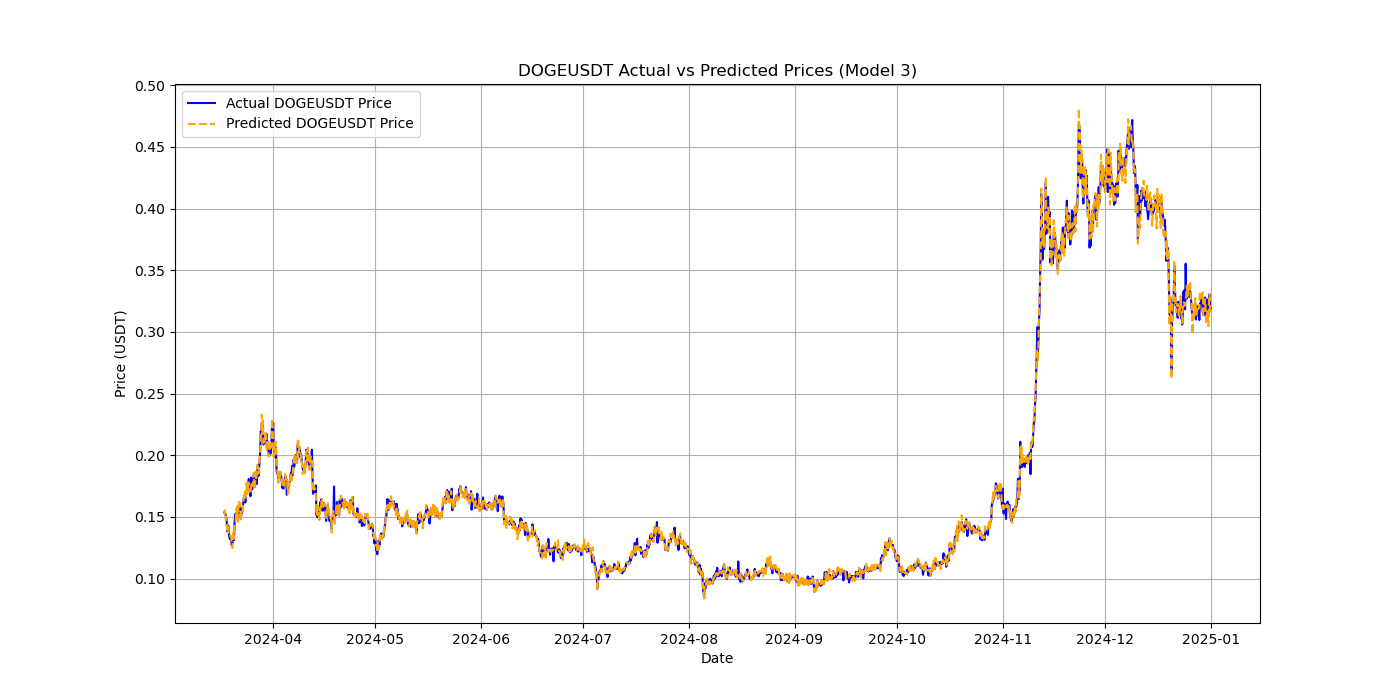 DOGEUSDT Actual vs Predicted Prices (Model 3)
Actual DOGEUSDT Price
Predicted DOGEUSDT Price
Price (USDT)
0.50
0.45
0.40
0.35
0.30
0.25
0.20
0.15
0.10
2024-04 2024-05 2024-06 2024-07 2024-08 2024-09 2024-10 2024-11 2024-12 2025-01
Date